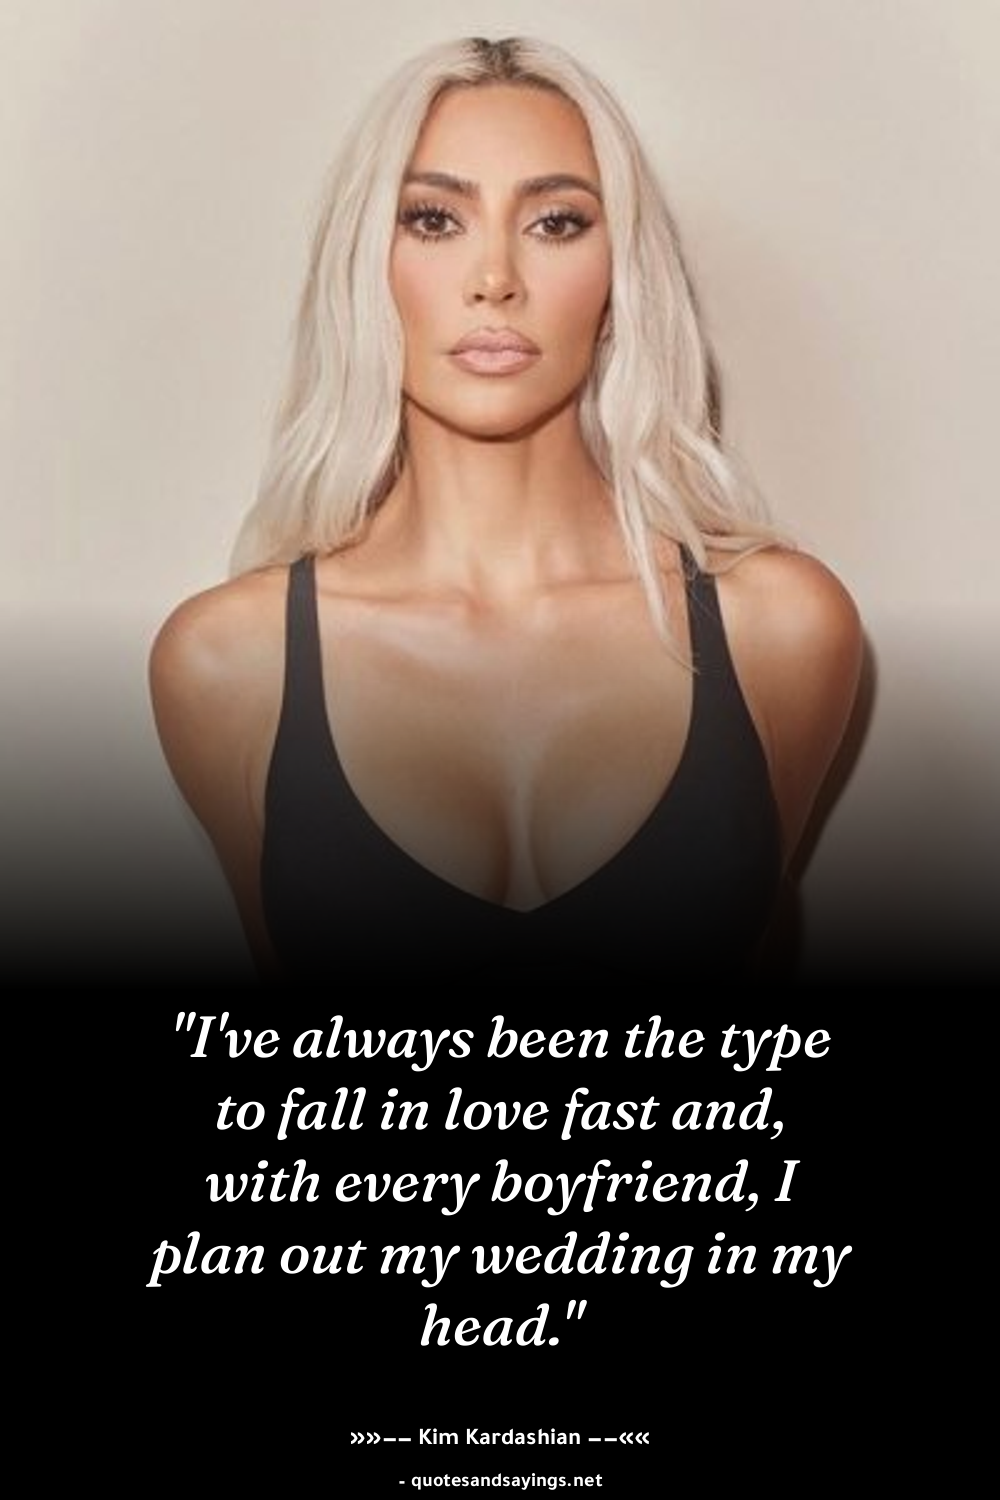 "I've always been the type
to fall in love fast and,
with every boyfriend, I
plan out my wedding in my
head."
»»–– Kim Kardashian ––««
- quotesandsayings.net